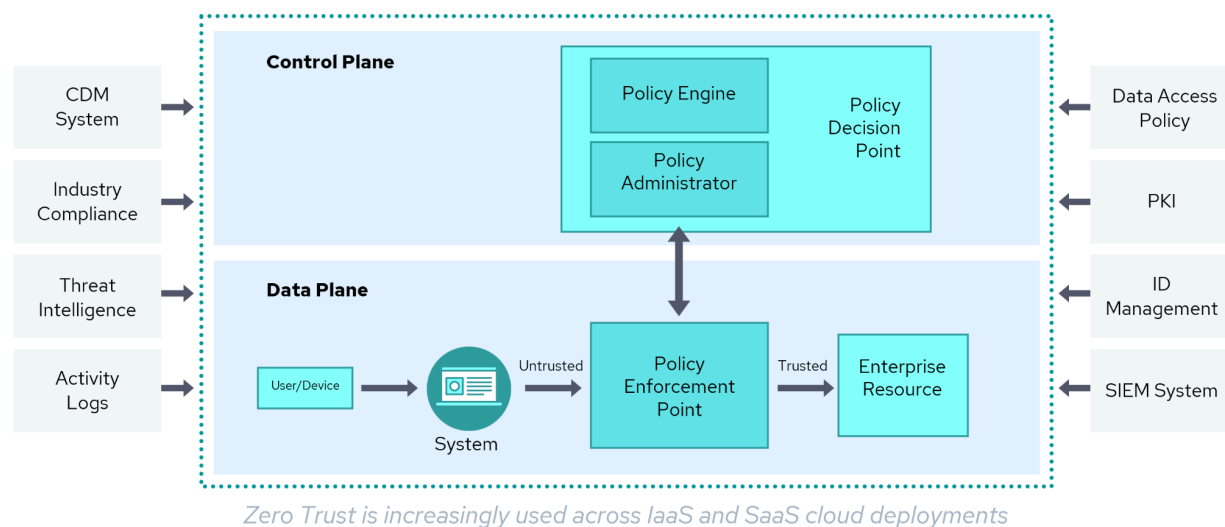 CDM
System
Industry
Compliance
Threat
Intelligence
Activity
Logs
Control Plane
Policy Engine
Policy
Administrator
Policy
Decision
Point
Data Plane
User/Device
System
Untrusted
Policy
Enforcement
Point
Trusted
Enterprise
Resource
Data Access
Policy
PKI
ID
Management
SIEM System
Zero Trust is increasingly used across IaaS and SaaS cloud deployments